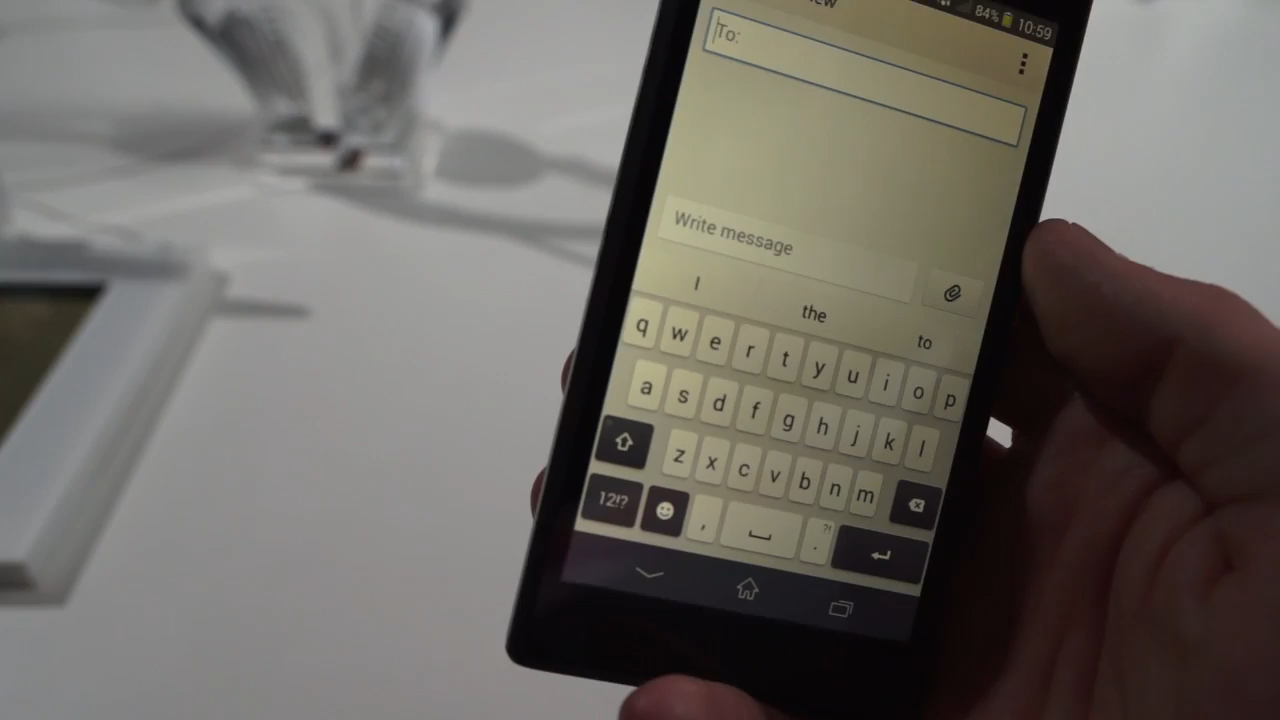 84% 10:59
To:
Write message
I the to
q w e r t y u i o p
a s d f g h j k l
z x c v b n m
12!? , . ?!